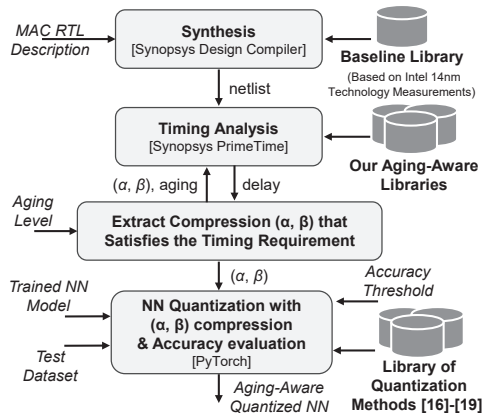 MAC RTL
Description
Synthesis
[Synopsys Design Compiler]
Baseline Library
(Based on Intel 14nm
Technology Measurements)
netlist
Timing Analysis
[Synopsys PrimeTime]
Our Aging-Aware
Libraries
(α, β), aging
delay
Aging
Level
Extract Compression (α, β) that
Satisfies the Timing Requirement
(α, β)
Trained NN
Model
Accuracy
Threshold
NN Quantization with
(α, β) compression
& Accuracy evaluation
[PyTorch]
Test
Dataset
Library of
Quantization
Methods [16]-[19]
Aging-Aware
Quantized NN